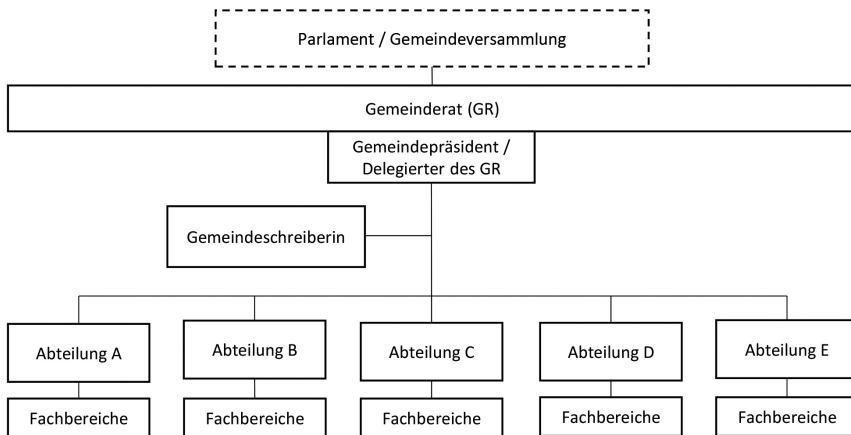 Parlament / Gemeindeversammlung
Gemeinderat (GR)
Gemeindepräsident /
Delegierter des GR
Gemeindeschreiberin
Abteilung A
Abteilung B
Abteilung C
Abteilung D
Abteilung E
Fachbereiche
Fachbereiche
Fachbereiche
Fachbereiche
Fachbereiche